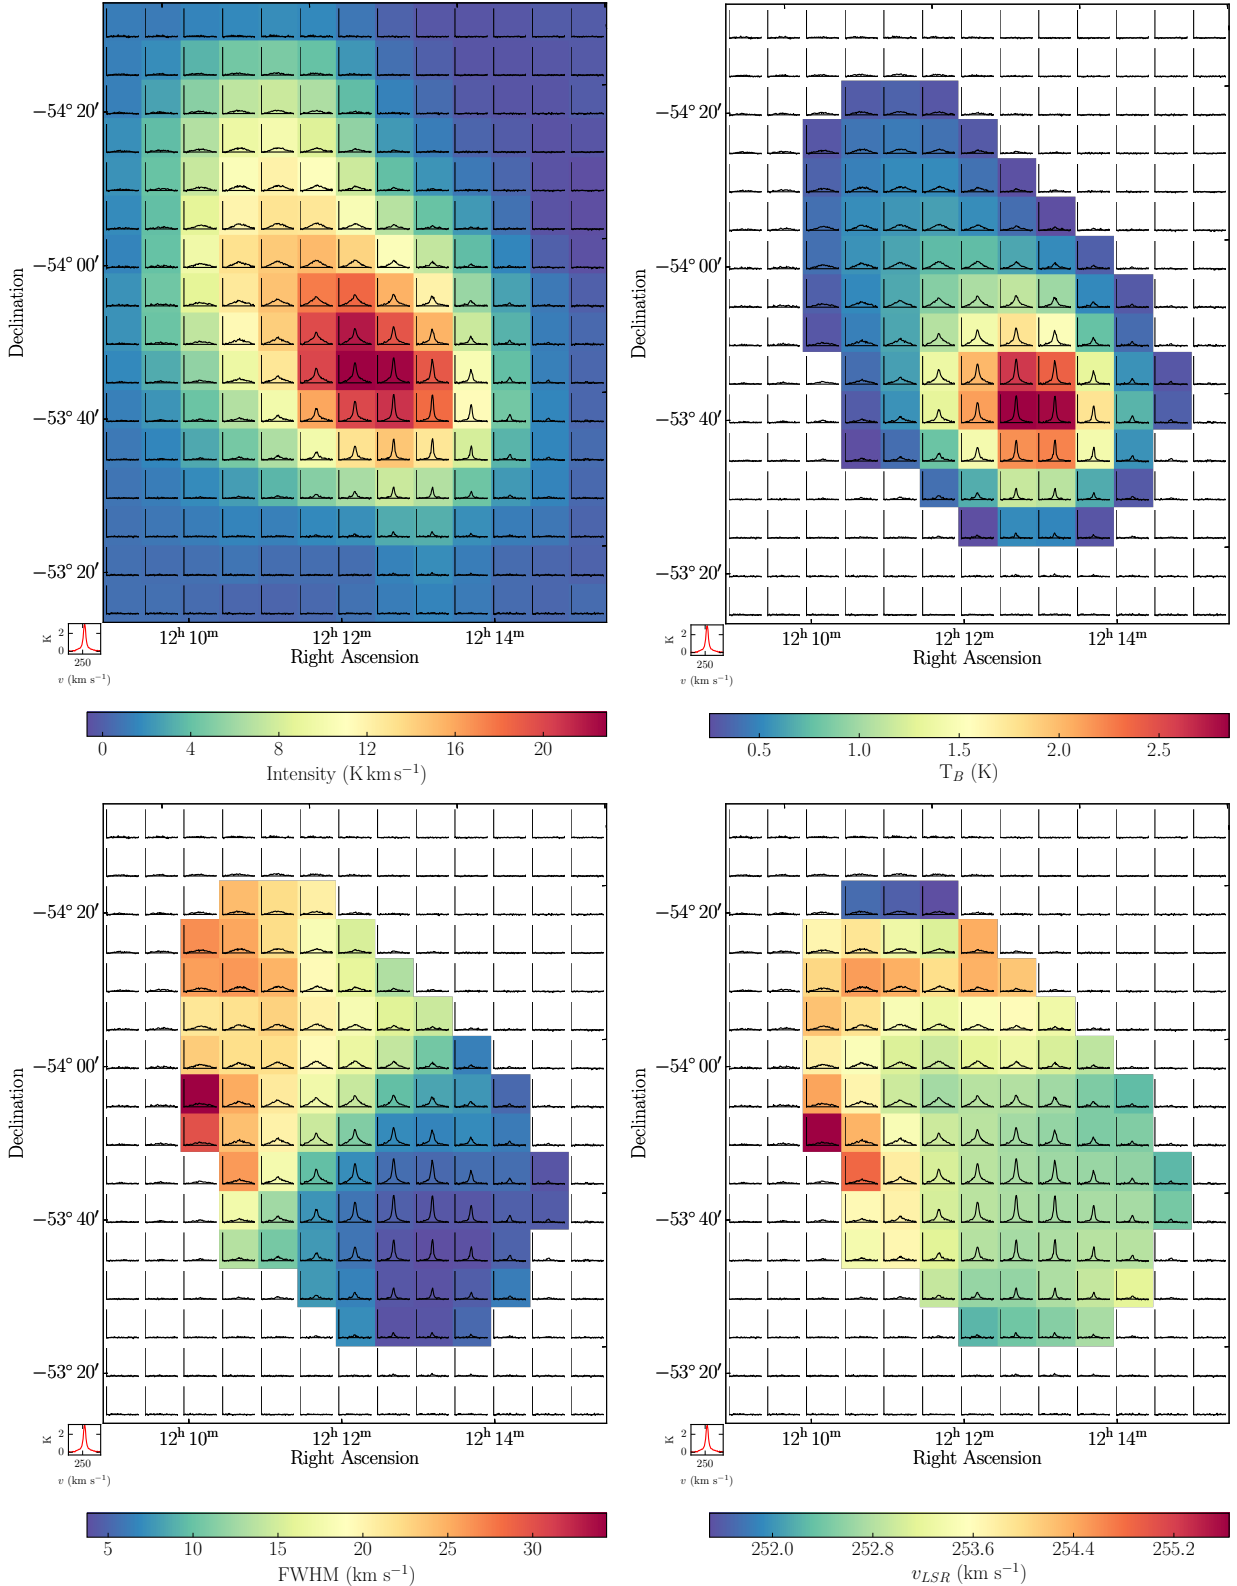 −54° 20′
−54° 00′
−53° 40′
−53° 20′
Declination
12ʰ 10ᵐ 12ʰ 12ᵐ 12ʰ 14ᵐ
Right Ascension
K
2
0
250
v (km s⁻¹)
0 4 8 12 16 20
Intensity (K km s⁻¹)
−54° 20′
−54° 00′
−53° 40′
−53° 20′
Declination
12ʰ 10ᵐ 12ʰ 12ᵐ 12ʰ 14ᵐ
Right Ascension
K
2
0
250
v (km s⁻¹)
0.5 1.0 1.5 2.0 2.5
T_B (K)
−54° 20′
−54° 00′
−53° 40′
−53° 20′
Declination
12ʰ 10ᵐ 12ʰ 12ᵐ 12ʰ 14ᵐ
Right Ascension
K
2
0
250
v (km s⁻¹)
5 10 15 20 25 30
FWHM (km s⁻¹)
−54° 20′
−54° 00′
−53° 40′
−53° 20′
Declination
12ʰ 10ᵐ 12ʰ 12ᵐ 12ʰ 14ᵐ
Right Ascension
K
2
0
250
v (km s⁻¹)
252.0 252.8 253.6 254.4 255.2
v_LSR (km s⁻¹)